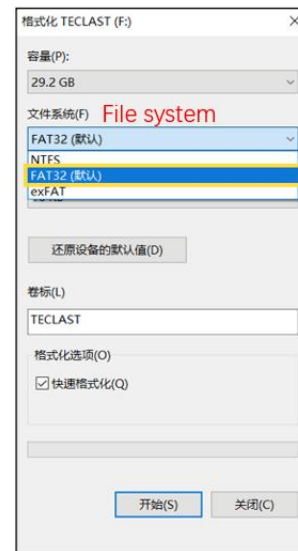 格式化 TECLAST (F:)
容量(P):
29.2 GB
文件系统(F) File system
FAT32 (默认)
NTFS
FAT32 (默认)
exFAT
还原设备的默认值(D)
卷标(L)
TECLAST
格式化选项(O)
快速格式化(Q)
开始(S) 关闭(C)